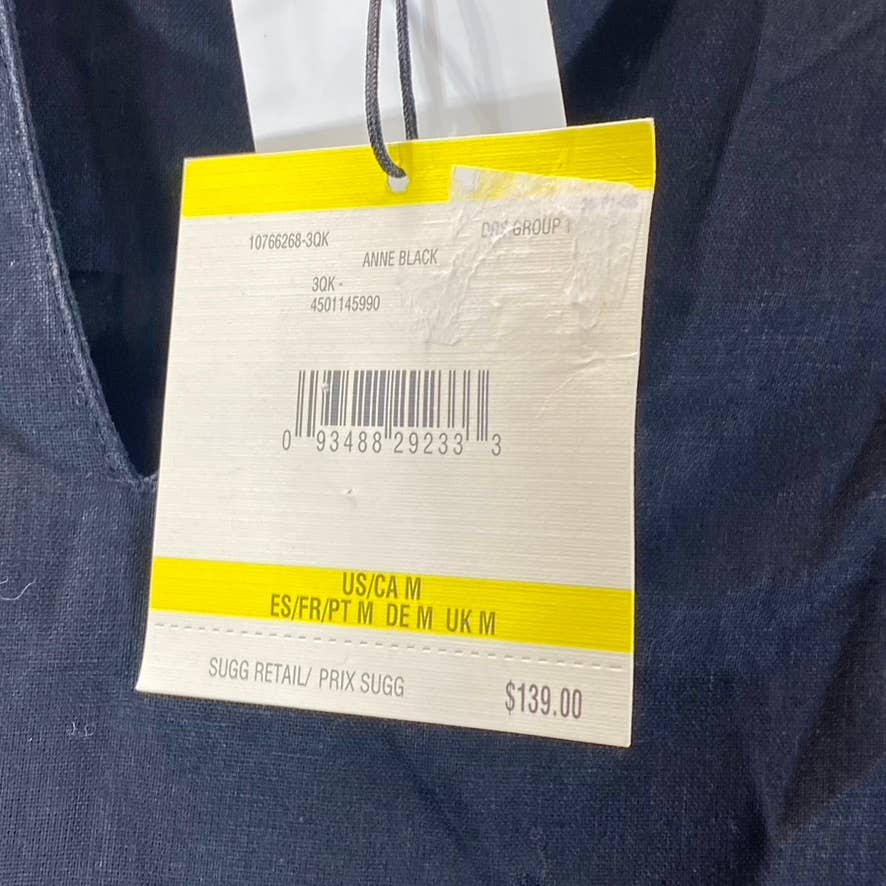 10766268-3QK
GROUP
ANNE BLACK
3QK -
4501145990
0 93488 29233 3
US/CA M
ES/FR/PT M DE M UK M
SUGG RETAIL/ PRIX SUGG
$139.00